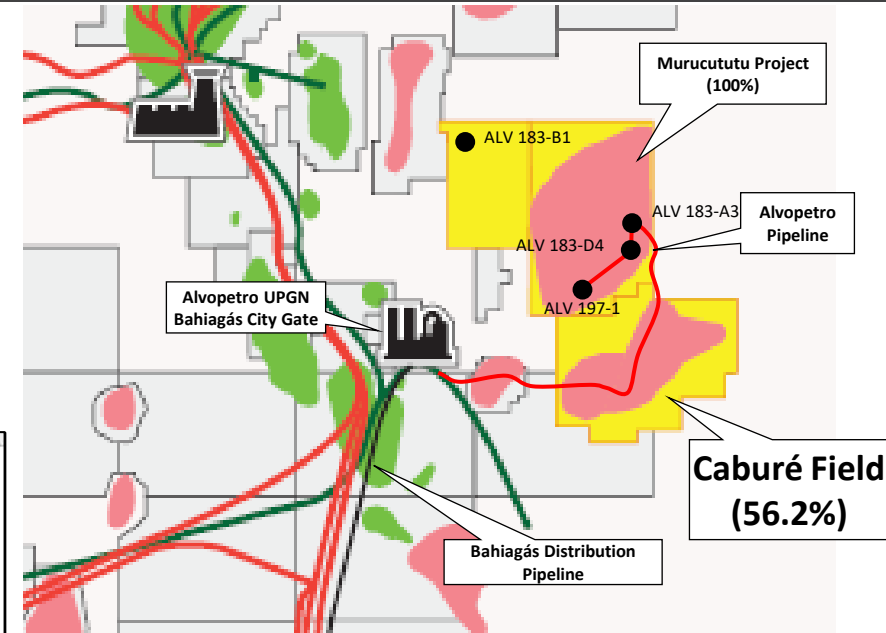 Murucututu Project
(100%)
ALV 183-B1
ALV 183-A3
Alvopetro
Pipeline
ALV 183-D4
Alvopetro UPGN
Bahiagás City Gate
ALV 197-1
Caburé Field
(56.2%)
Bahiagás Distribution
Pipeline